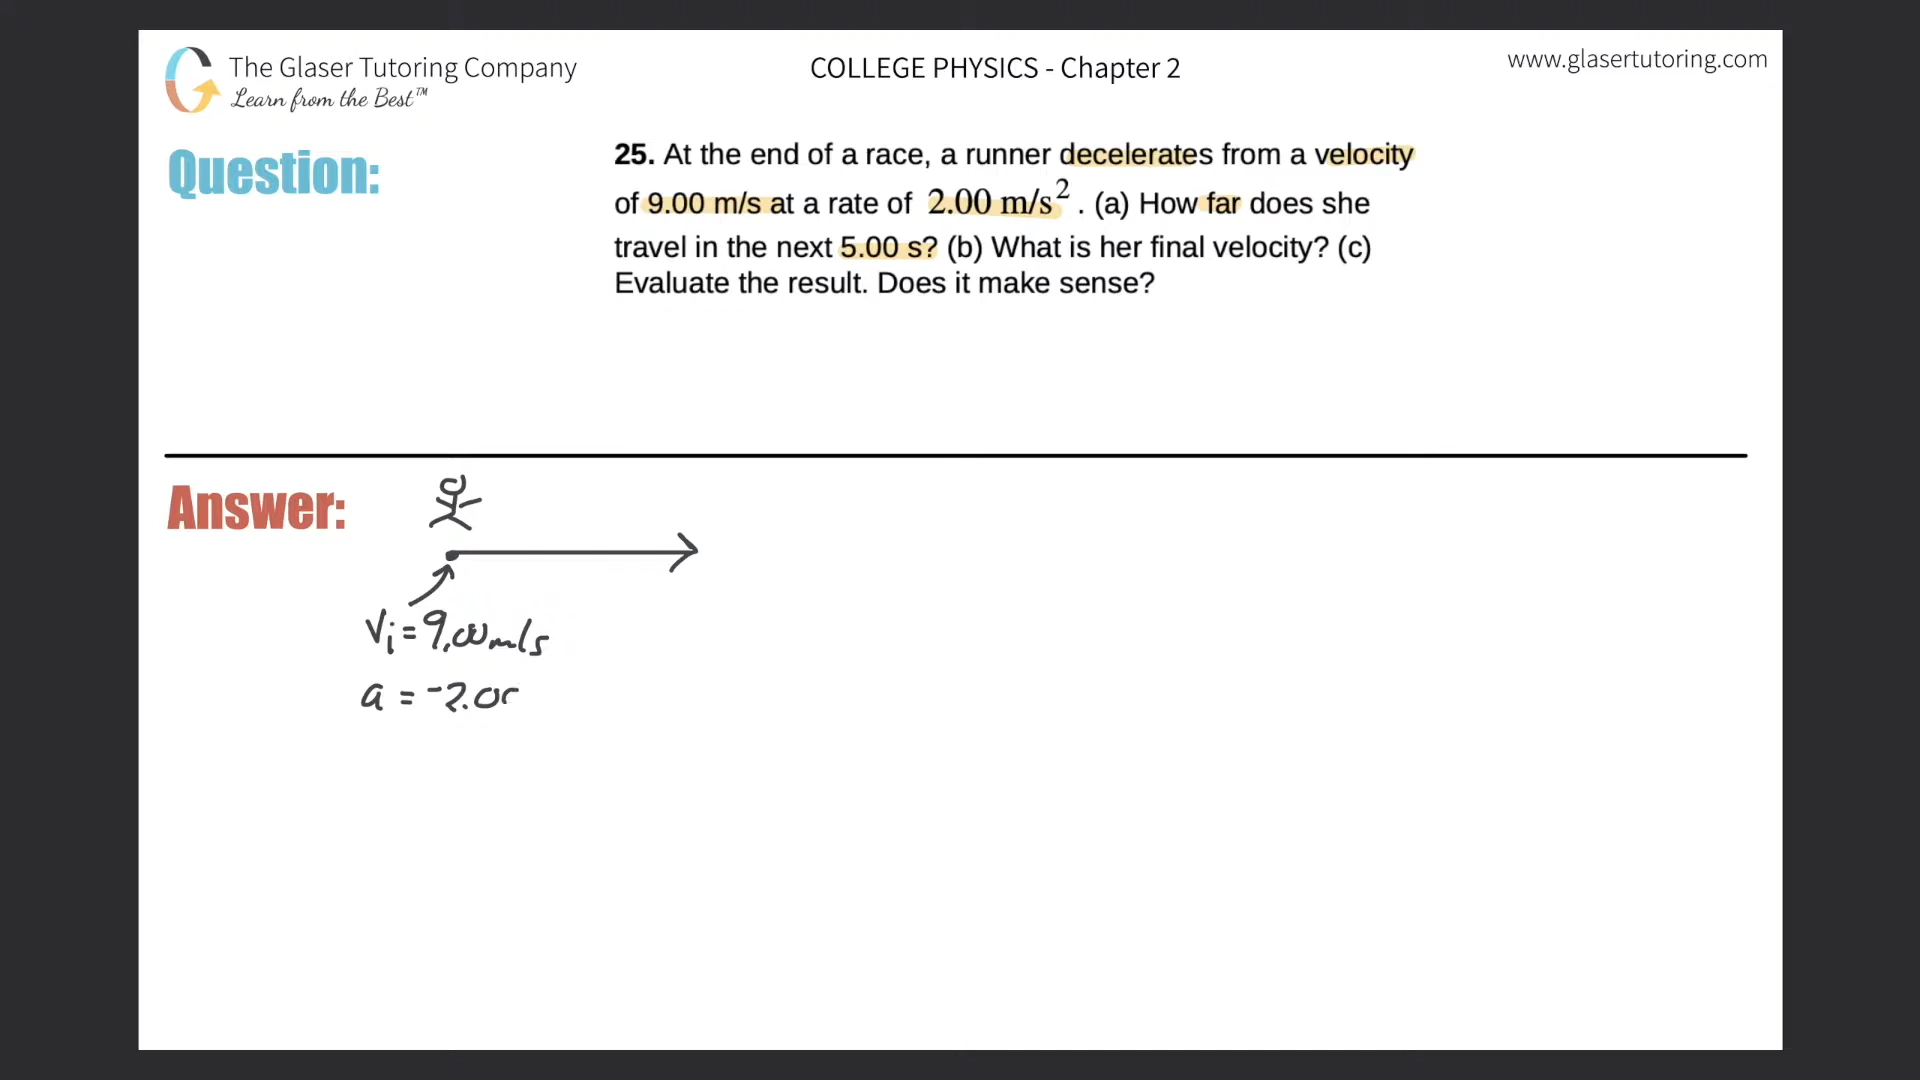 The Glaser Tutoring Company
Learn from the Best™
COLLEGE PHYSICS - Chapter 2
www.glasertutoring.com
Question:
25. At the end of a race, a runner decelerates from a velocity
of 9.00 m/s at a rate of 2.00 m/s². (a) How far does she
travel in the next 5.00 s? (b) What is her final velocity? (c)
Evaluate the result. Does it make sense?
Answer:
Vi = 9.00 m/s
a = -2.0